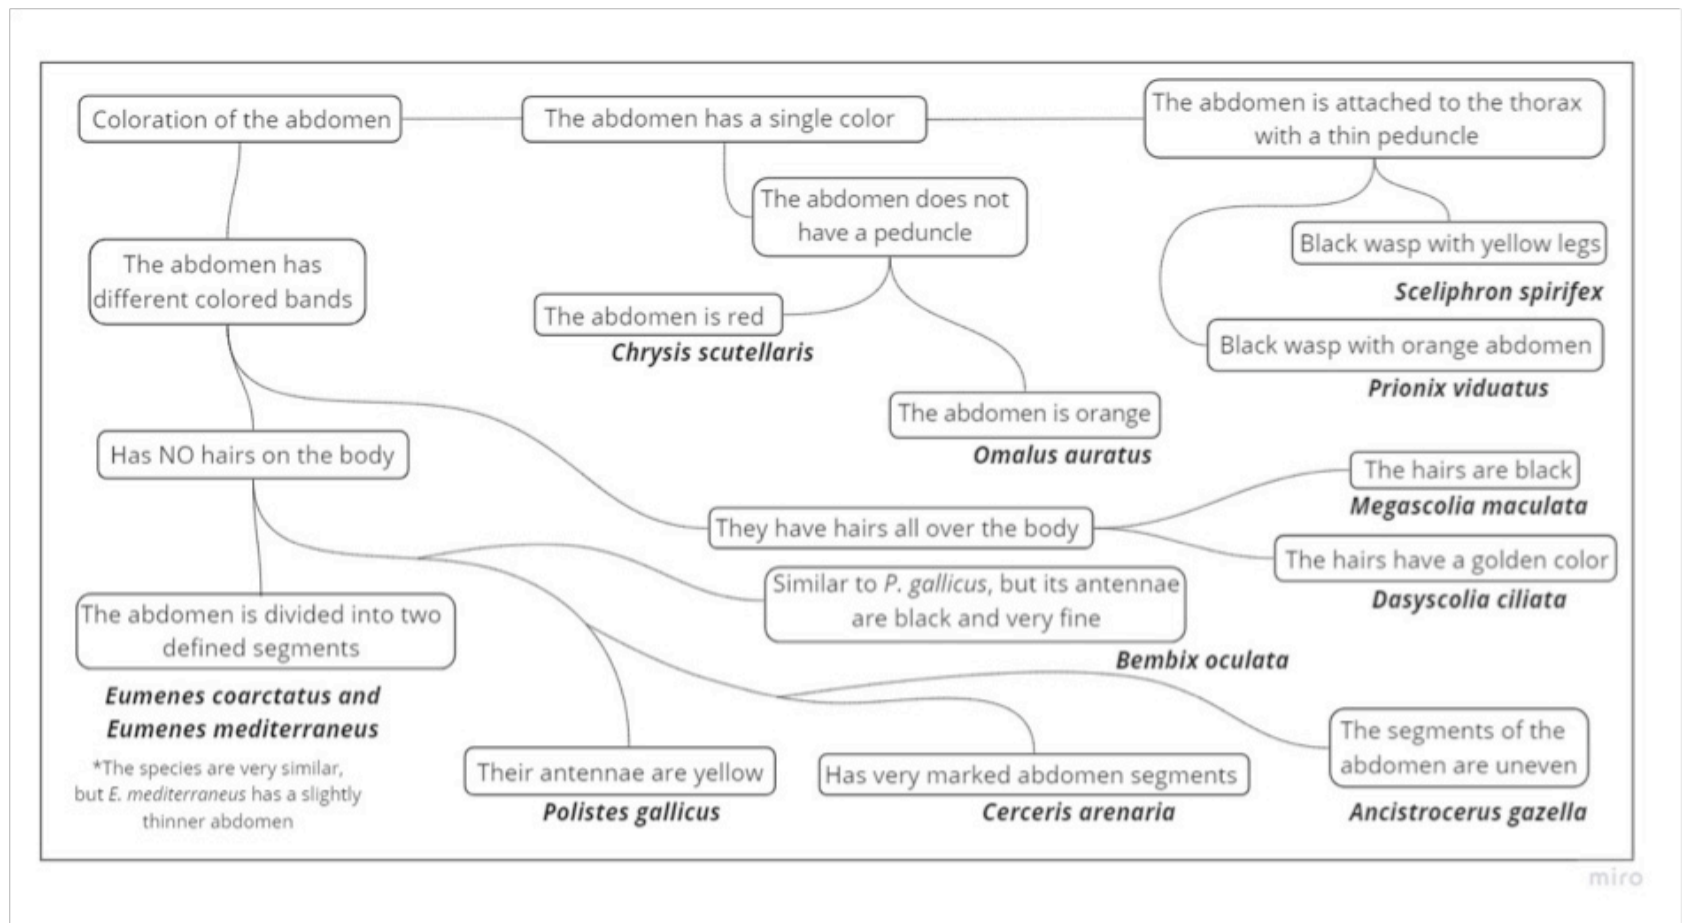 Coloration of the abdomen
The abdomen has a single color
The abdomen is attached to the thorax
with a thin peduncle
The abdomen does not
have a peduncle
Black wasp with yellow legs
Sceliphron spirifex
The abdomen has
different colored bands
The abdomen is red
Chrysis scutellaris
Black wasp with orange abdomen
Prionix viduatus
The abdomen is orange
Omalus auratus
Has NO hairs on the body
The hairs are black
Megascolia maculata
They have hairs all over the body
The hairs have a golden color
Dasyscolia ciliata
Similar to P. gallicus, but its antennae
are black and very fine
Bembix oculata
The abdomen is divided into two
defined segments
Eumenes coarctatus and
Eumenes mediterraneus
*The species are very similar,
but E. mediterraneus has a slightly
thinner abdomen
Their antennae are yellow
Polistes gallicus
Has very marked abdomen segments
Cerceris arenaria
The segments of the
abdomen are uneven
Ancistrocerus gazella
miro